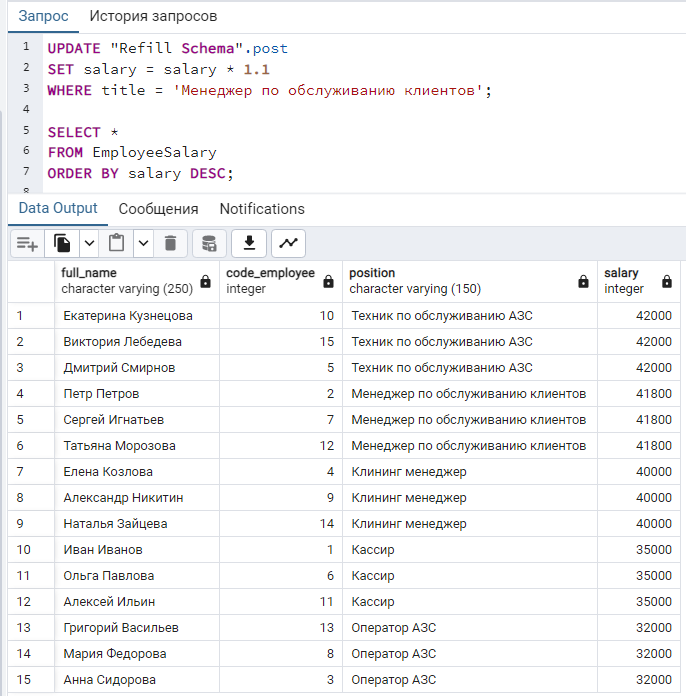 Запрос История запросов
1 UPDATE "Refill Schema".post
2 SET salary = salary * 1.1
3 WHERE title = 'Менеджер по обслуживанию клиентов';
4
5 SELECT *
6 FROM EmployeeSalary
7 ORDER BY salary DESC;
8
Data Output Сообщения Notifications
full_name code_employee position salary
character varying (250) integer character varying (150) integer
1 Екатерина Кузнецова 10 Техник по обслуживанию АЗС 42000
2 Виктория Лебедева 15 Техник по обслуживанию АЗС 42000
3 Дмитрий Смирнов 5 Техник по обслуживанию АЗС 42000
4 Петр Петров 2 Менеджер по обслуживанию клиентов 41800
5 Сергей Игнатьев 7 Менеджер по обслуживанию клиентов 41800
6 Татьяна Морозова 12 Менеджер по обслуживанию клиентов 41800
7 Елена Козлова 4 Клининг менеджер 40000
8 Александр Никитин 9 Клининг менеджер 40000
9 Наталья Зайцева 14 Клининг менеджер 40000
10 Иван Иванов 1 Кассир 35000
11 Ольга Павлова 6 Кассир 35000
12 Алексей Ильин 11 Кассир 35000
13 Григорий Васильев 13 Оператор АЗС 32000
14 Мария Федорова 8 Оператор АЗС 32000
15 Анна Сидорова 3 Оператор АЗС 32000